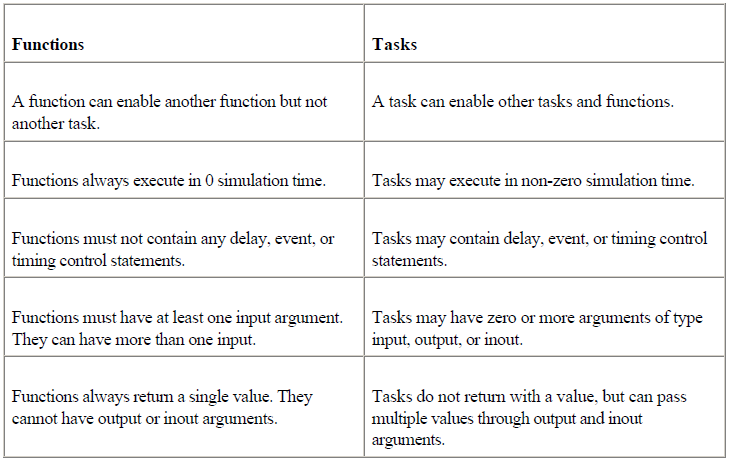 Functions
Tasks
A function can enable another function but not
another task.
A task can enable other tasks and functions.
Functions always execute in 0 simulation time.
Tasks may execute in non-zero simulation time.
Functions must not contain any delay, event, or
timing control statements.
Tasks may contain delay, event, or timing control
statements.
Functions must have at least one input argument.
They can have more than one input.
Tasks may have zero or more arguments of type
input, output, or inout.
Functions always return a single value. They
cannot have output or inout arguments.
Tasks do not return with a value, but can pass
multiple values through output and inout
arguments.